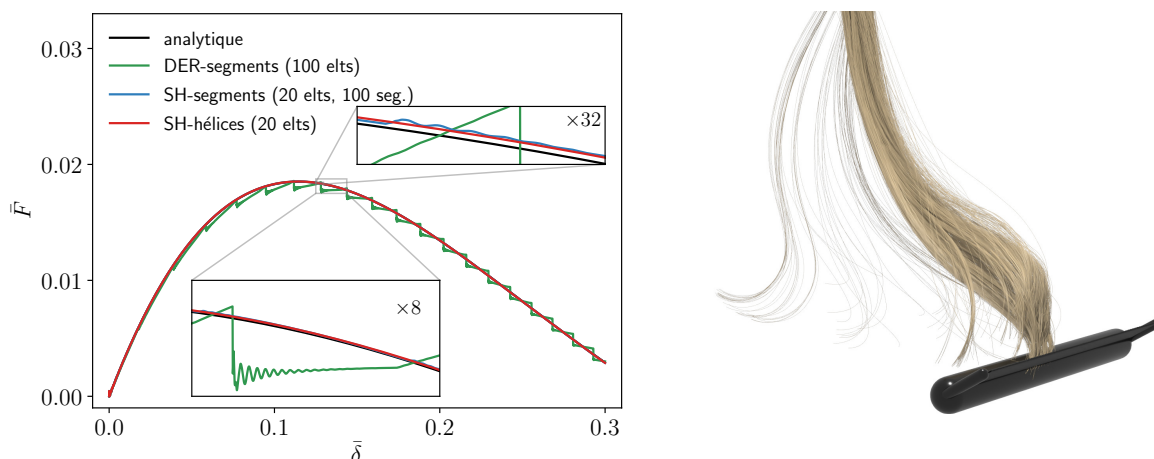 0.03
0.02
0.01
0.00
F̄
analytique
DER-segments (100 elts)
SH-segments (20 elts, 100 seg.)
SH-hélices (20 elts)
×32
×8
0.0 0.1 0.2 0.3
δ̄